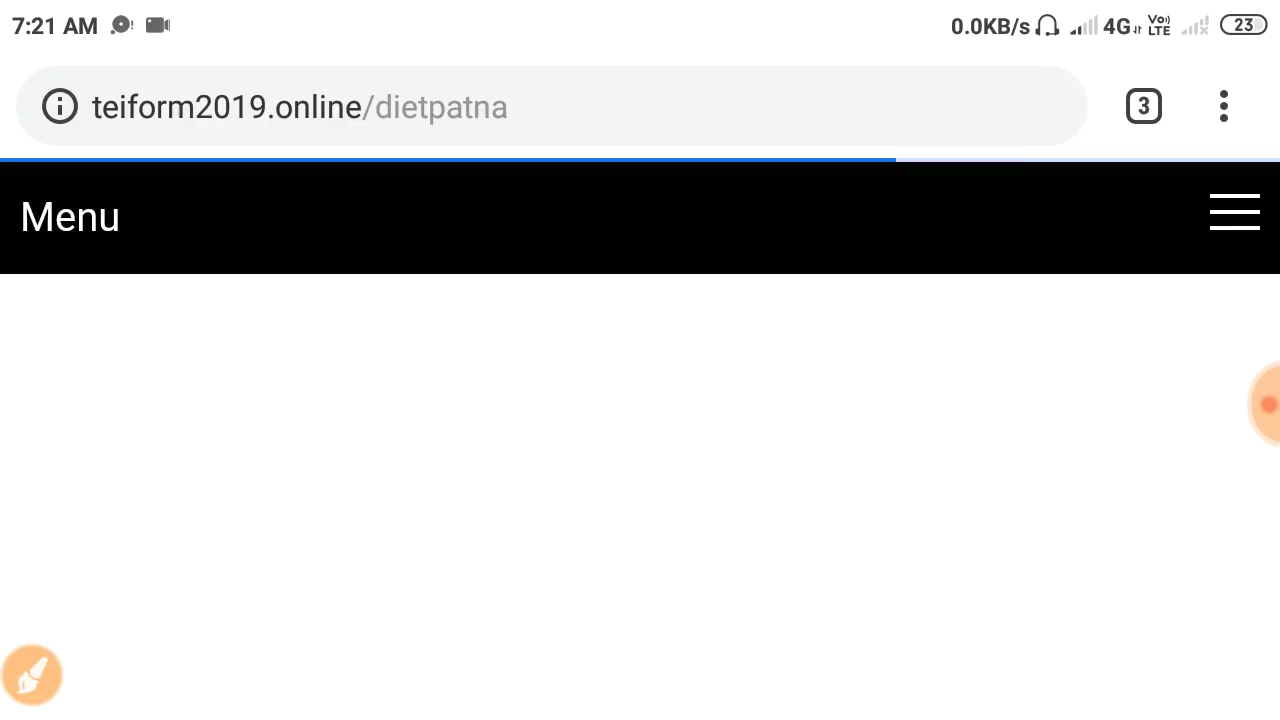 7:21 AM 0.0KB/s 4G Vo) LTE 23
teiform2019.online/dietpatna 3
Menu